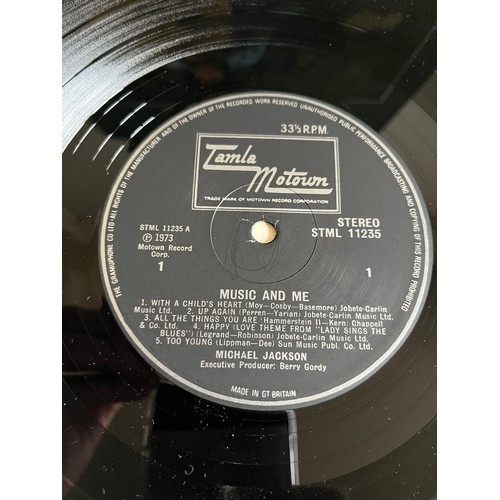 THE GRAMOPHONE CO LTD · ALL RIGHTS OF THE MANUFACTURER AND OF THE OWNER OF THE RECORDED WORK RESERVED UNAUTHORISED PUBLIC PERFORMANCE BROADCASTING AND COPYING OF THIS RECORD PROHIBITED
33⅓ R.P.M.
Tamla
Motown
TRADE MARK OF MOTOWN RECORD CORPORATION
STML 11235 A
℗ 1973
Motown Record
Corp.
1
STEREO
STML 11235
1
MUSIC AND ME
1. WITH A CHILD'S HEART (Moy-Cosby-Basemore) Jobete-Carlin
Music Ltd. 2. UP AGAIN (Perren-Yarian) Jobete-Carlin Music Ltd.
3. ALL THE THINGS YOU ARE (Hammerstein II-Kern) Chappell
& Co. Ltd. 4. HAPPY (LOVE THEME FROM "LADY SINGS THE
BLUES") (Legrand-Robinson) Jobete-Carlin Music Ltd.
5. TOO YOUNG (Lippman-Dee) Sun Music Publ. Co. Ltd.
MICHAEL JACKSON
Executive Producer: Berry Gordy
MADE IN GT BRITAIN